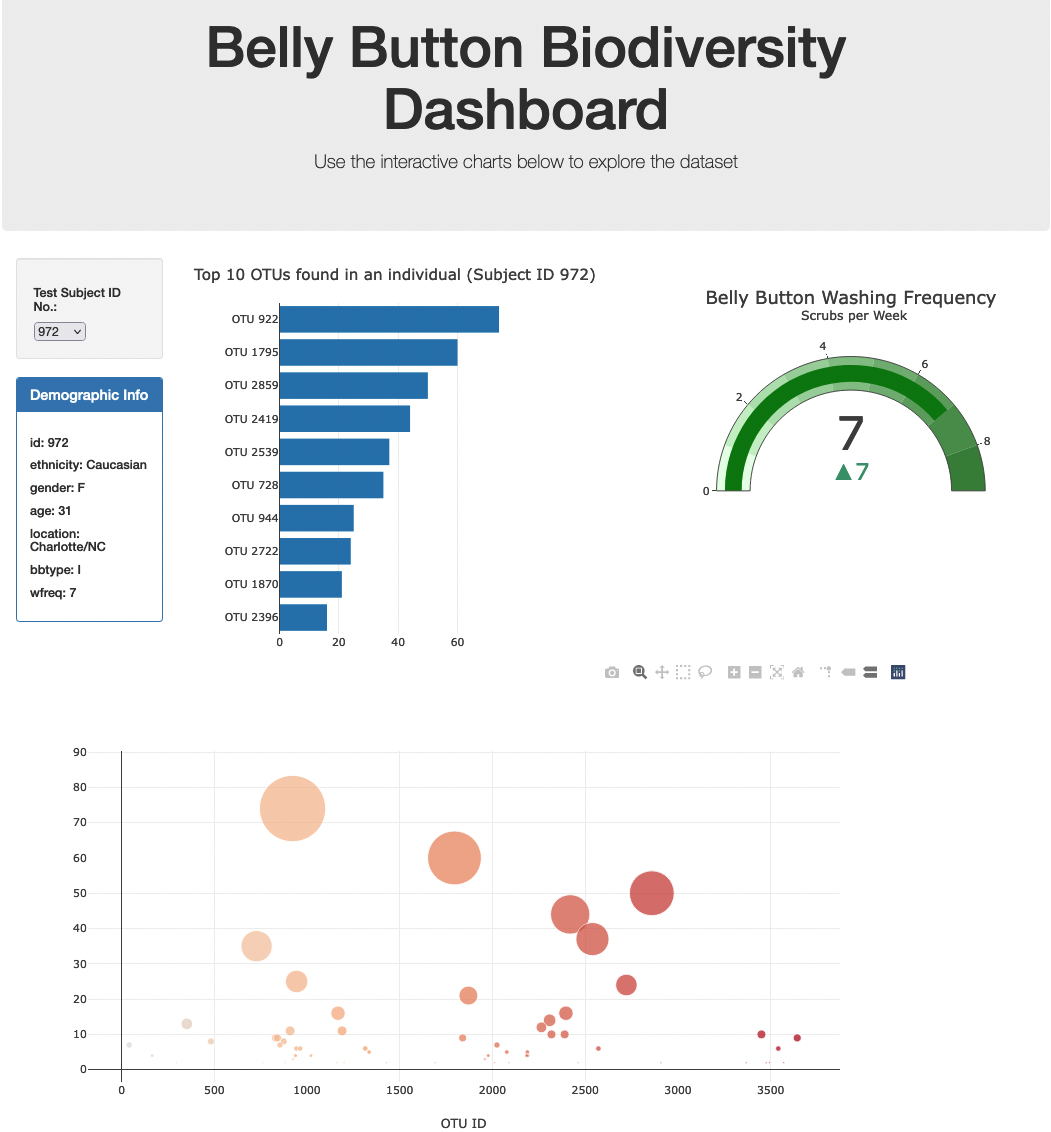 Belly Button Biodiversity
Dashboard
Use the interactive charts below to explore the dataset
Test Subject ID
No.:
972
Demographic Info
id: 972
ethnicity: Caucasian
gender: F
age: 31
location:
Charlotte/NC
bbtype: I
wfreq: 7
Top 10 OTUs found in an individual (Subject ID 972)
OTU 922
OTU 1795
OTU 2859
OTU 2419
OTU 2539
OTU 728
OTU 944
OTU 2722
OTU 1870
OTU 2396
0 20 40 60
Belly Button Washing Frequency
Scrubs per Week
0
2
4
6
8
7
▲7
90
80
70
60
50
40
30
20
10
0
0 500 1000 1500 2000 2500 3000 3500
OTU ID